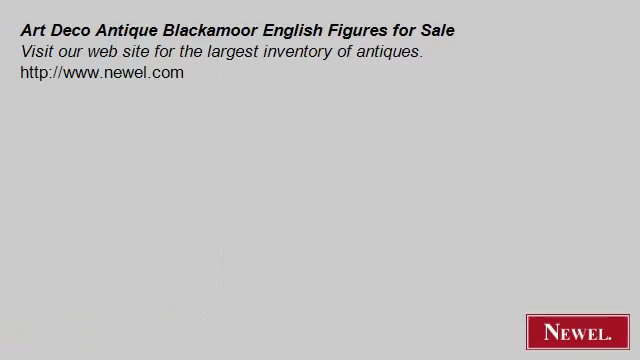 Art Deco Antique Blackamoor English Figures for Sale
Visit our web site for the largest inventory of antiques.
http://www.newel.com
NEWEL.